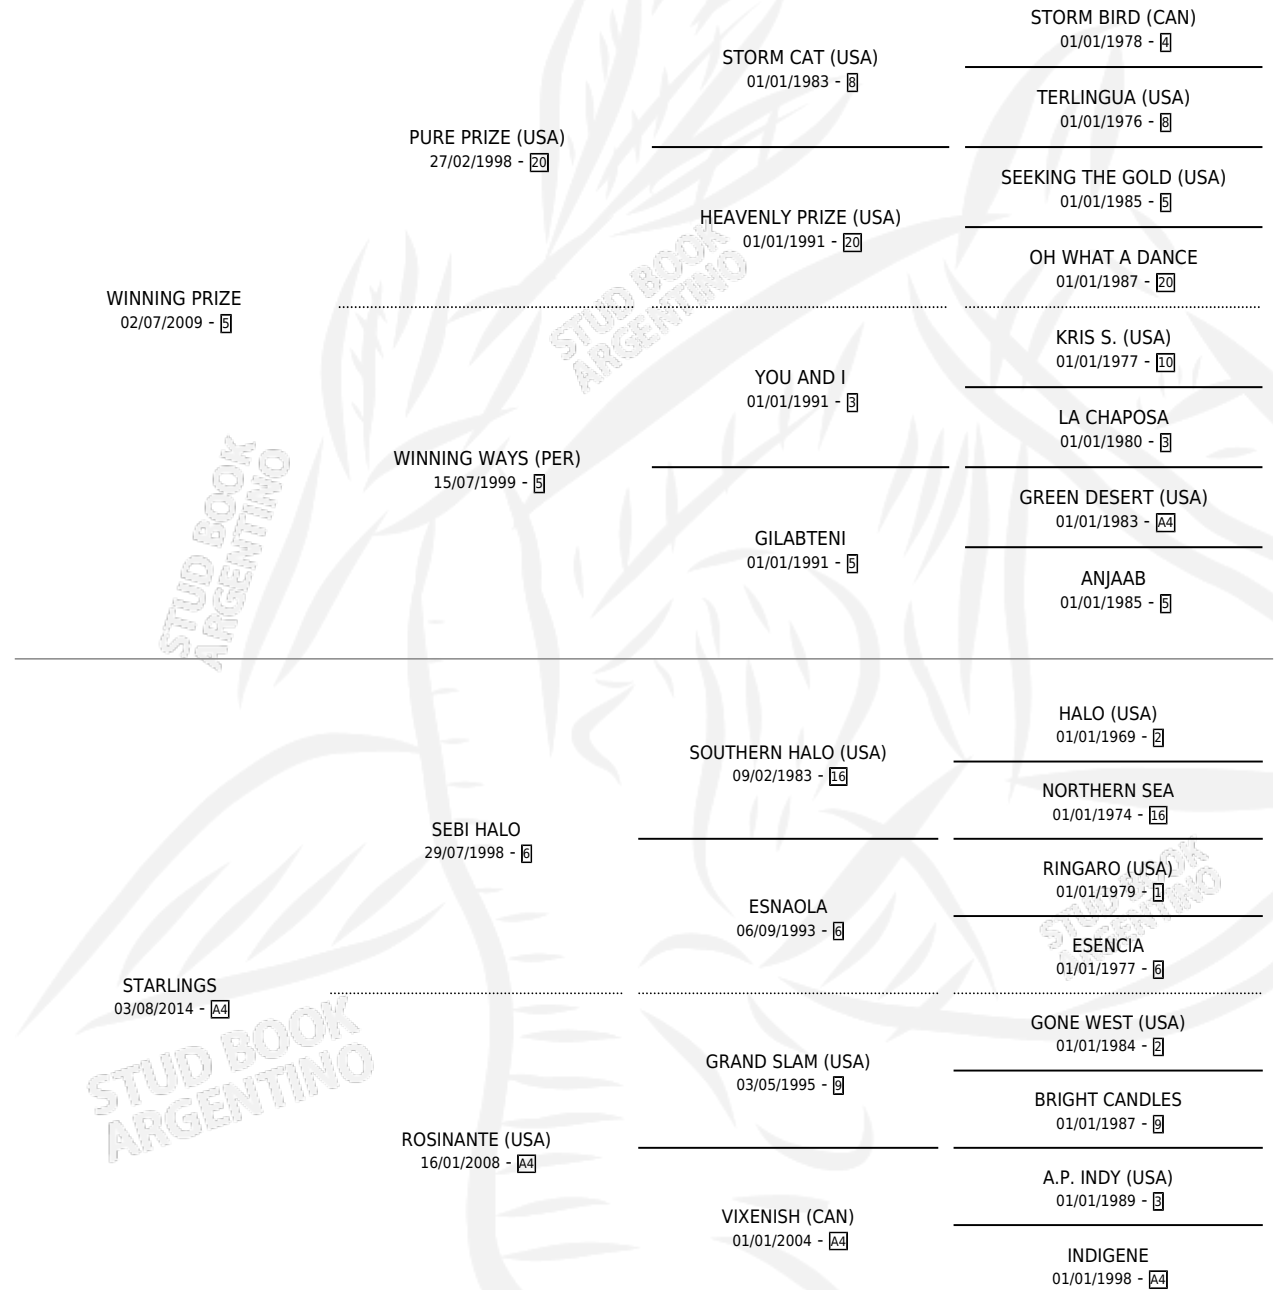 STORM BIRD (CAN)
01/01/1978 - 4
STORM CAT (USA)
01/01/1983 - 8
TERLINGUA (USA)
01/01/1976 - 8
PURE PRIZE (USA)
27/02/1998 - 20
SEEKING THE GOLD (USA)
01/01/1985 - 5
HEAVENLY PRIZE (USA)
01/01/1991 - 20
OH WHAT A DANCE
01/01/1987 - 20
WINNING PRIZE
02/07/2009 - 5
KRIS S. (USA)
01/01/1977 - 10
YOU AND I
01/01/1991 - 3
LA CHAPOSA
01/01/1980 - 3
WINNING WAYS (PER)
15/07/1999 - 5
GREEN DESERT (USA)
01/01/1983 - A4
GILABTENI
01/01/1991 - 5
ANJAAB
01/01/1985 - 5
HALO (USA)
01/01/1969 - 2
SOUTHERN HALO (USA)
09/02/1983 - 16
NORTHERN SEA
01/01/1974 - 16
SEBI HALO
29/07/1998 - 6
RINGARO (USA)
01/01/1979 - 1
ESNAOLA
06/09/1993 - 6
ESENCIA
01/01/1977 - 6
STARLINGS
03/08/2014 - A4
GONE WEST (USA)
01/01/1984 - 2
GRAND SLAM (USA)
03/05/1995 - 9
BRIGHT CANDLES
01/01/1987 - 9
ROSINANTE (USA)
16/01/2008 - A4
A.P. INDY (USA)
01/01/1989 - 3
VIXENISH (CAN)
01/01/2004 - A4
INDIGENE
01/01/1998 - A4
STUD BOOK
ARGENTINO
STUD BOOK
ARGENTINO
STUD BOOK
ARGENTINO
STUD BOOK
ARGENTINO